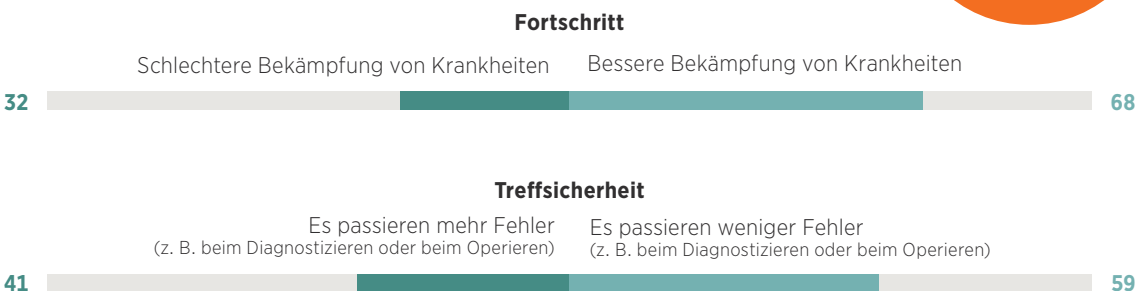 Fortschritt
Schlechtere Bekämpfung von Krankheiten
Bessere Bekämpfung von Krankheiten
32
68
Treffsicherheit
Es passieren mehr Fehler
(z. B. beim Diagnostizieren oder beim Operieren)
Es passieren weniger Fehler
(z. B. beim Diagnostizieren oder beim Operieren)
41
59